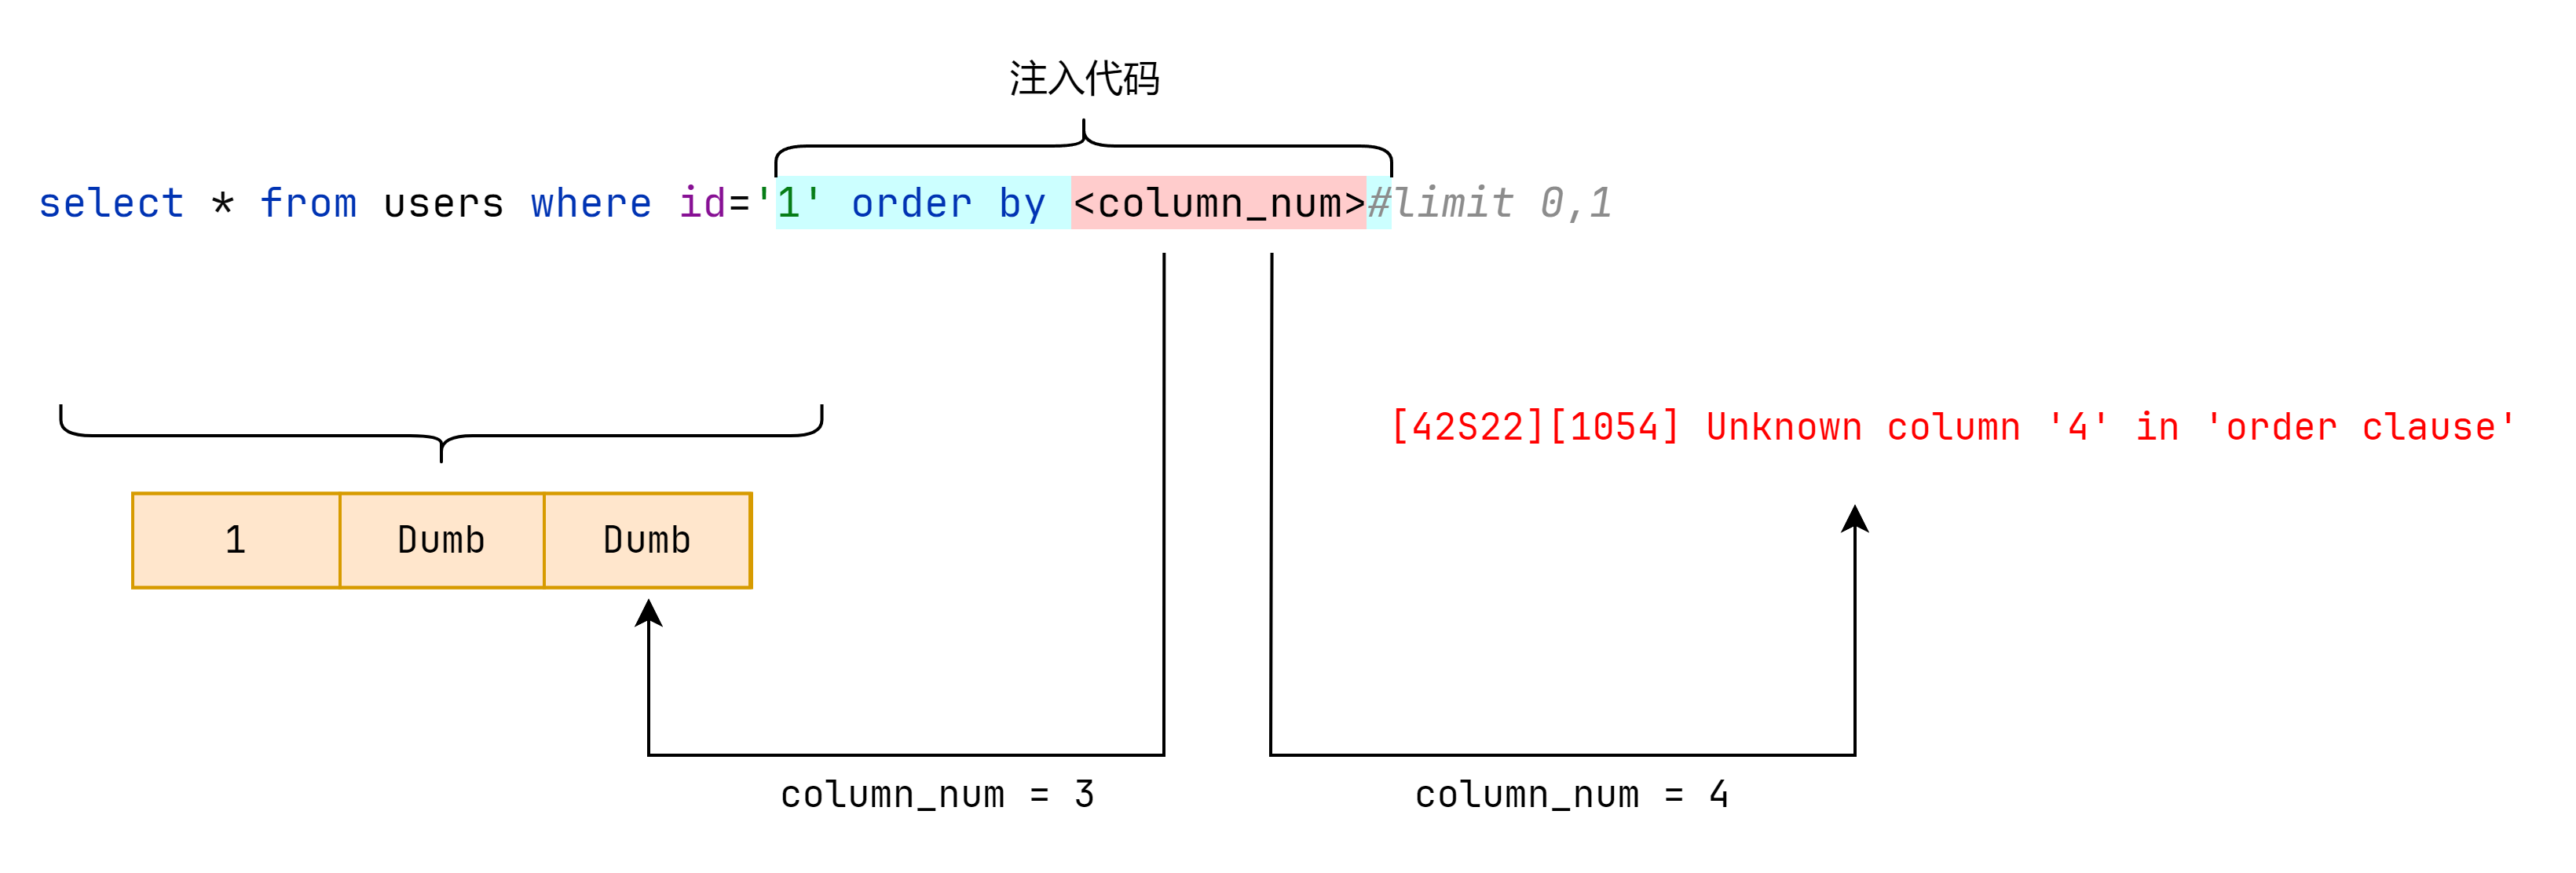 注入代码
select * from users where id='1' order by <column_num>#limit 0,1
[42S22][1054] Unknown column '4' in 'order clause'
1 Dumb Dumb
column_num = 3
column_num = 4